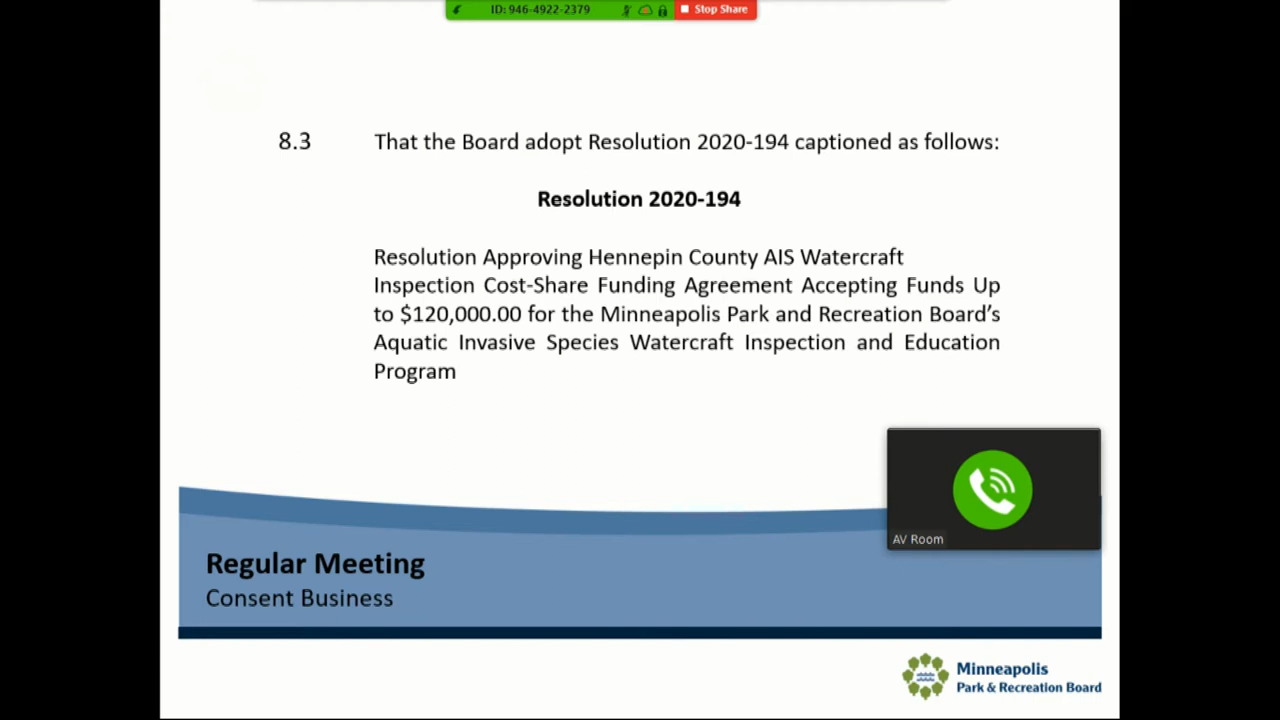 ID: 946-4922-2379
Stop Share
8.3 That the Board adopt Resolution 2020-194 captioned as follows:
Resolution 2020-194
Resolution Approving Hennepin County AIS Watercraft
Inspection Cost-Share Funding Agreement Accepting Funds Up
to $120,000.00 for the Minneapolis Park and Recreation Board’s
Aquatic Invasive Species Watercraft Inspection and Education
Program
AV Room
Regular Meeting
Consent Business
Minneapolis
Park & Recreation Board